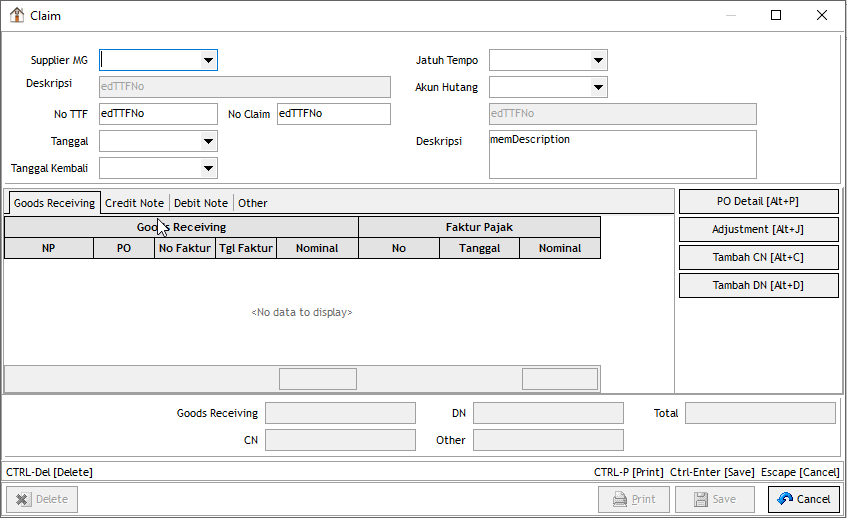 Claim
Supplier MG Jatuh Tempo
Deskripsi edTTFNo Akun Hutang
No TTF edTTFNo No Claim edTTFNo edTTFNo
Tanggal Deskripsi memDescription
Tanggal Kembali
Goods Receiving Credit Note Debit Note Other PO Detail [Alt+P]
Goods Receiving Faktur Pajak Adjustment [Alt+J]
NP PO No Faktur Tgl Faktur Nominal No Tanggal Nominal Tambah CN [Alt+C]
Tambah DN [Alt+D]
<No data to display>
Goods Receiving DN Total
CN Other
CTRL-Del [Delete] CTRL-P [Print] Ctrl-Enter [Save] Escape [Cancel]
Delete Print Save Cancel